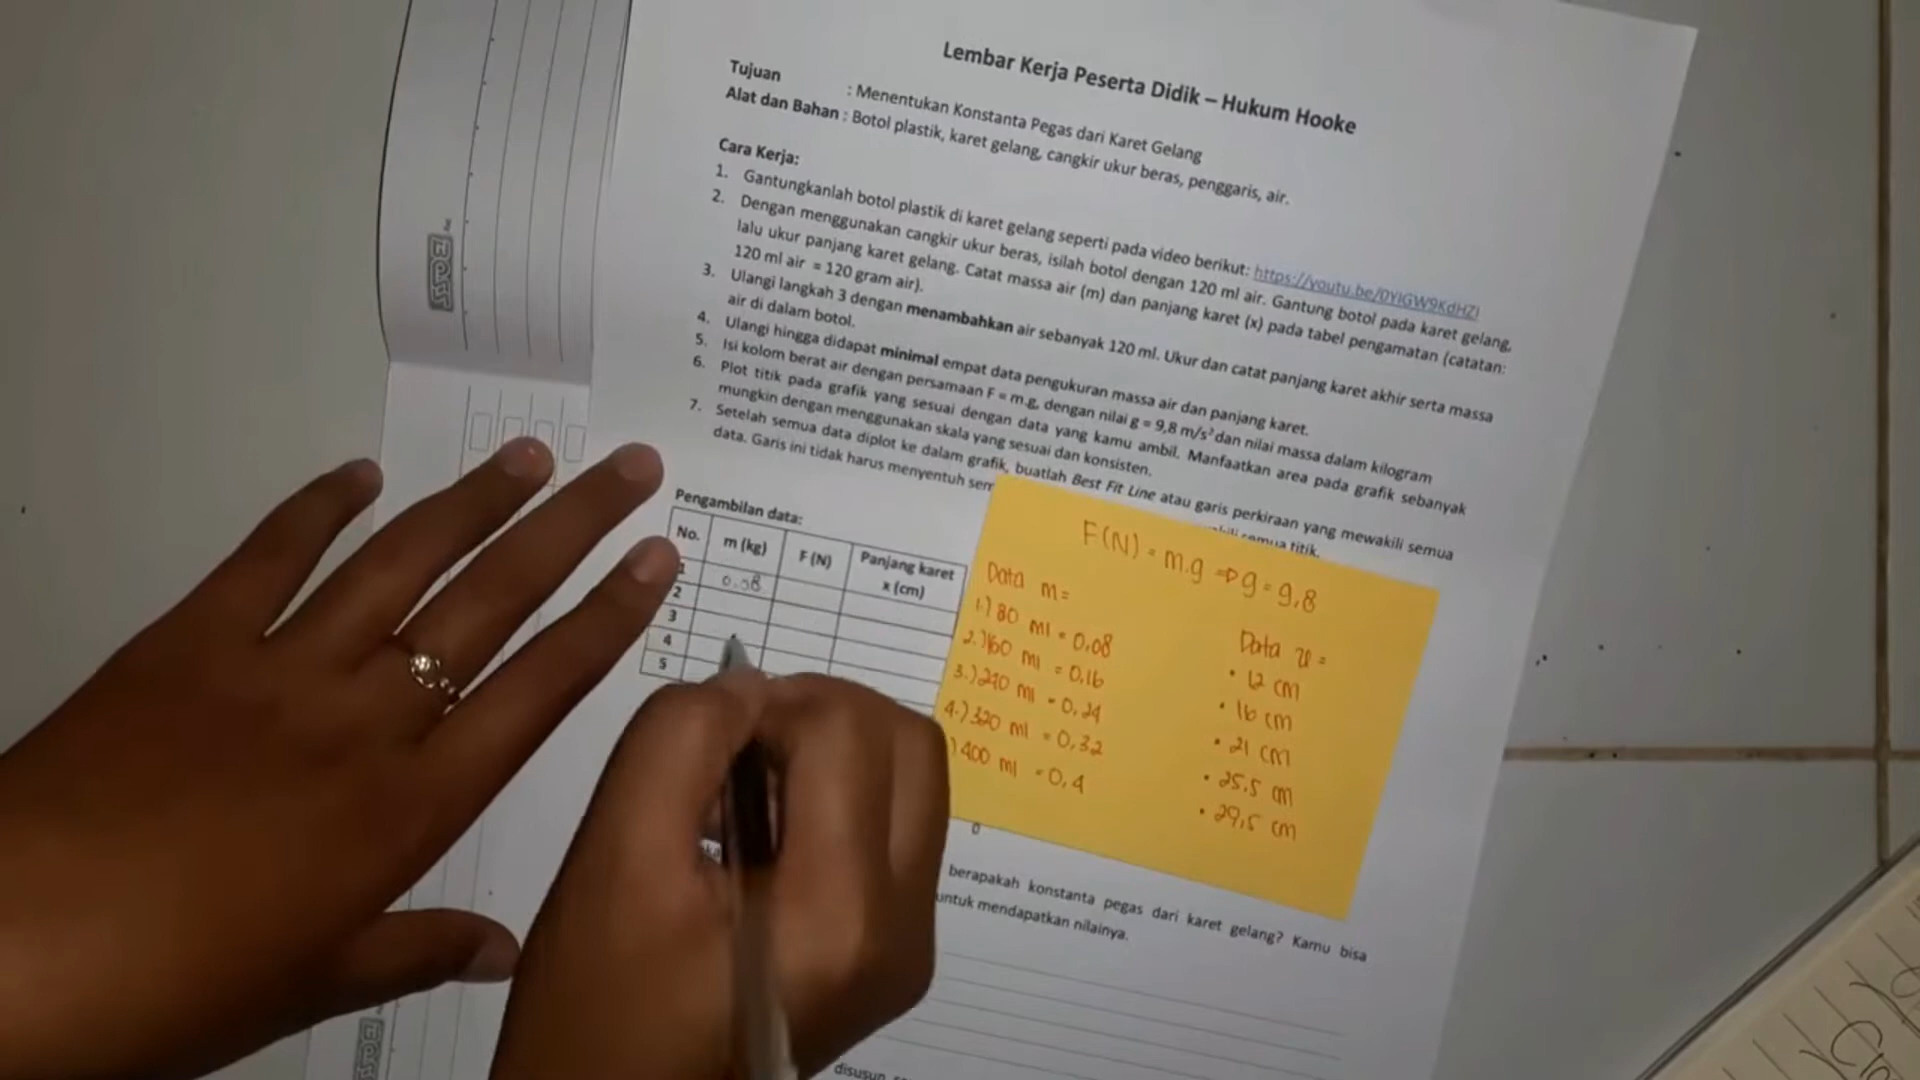 Lembar Kerja Peserta Didik – Hukum Hooke
Tujuan : Menentukan Konstanta Pegas dari Karet Gelang
Alat dan Bahan : Botol plastik, karet gelang, cangkir ukur beras, penggaris, air.
Cara Kerja:
1. Gantungkanlah botol plastik di karet gelang seperti pada video berikut: https://youtu.be/0YIGW9KdHZI
2. Dengan menggunakan cangkir ukur beras, isilah botol dengan 120 ml air. Gantung botol pada karet gelang,
lalu ukur panjang karet gelang. Catat massa air (m) dan panjang karet (x) pada tabel pengamatan (catatan:
120 ml air = 120 gram air).
3. Ulangi langkah 3 dengan menambahkan air sebanyak 120 ml. Ukur dan catat panjang karet akhir serta massa
air di dalam botol.
4. Ulangi hingga didapat minimal empat data pengukuran massa air dan panjang karet.
5. Isi kolom berat air dengan persamaan F = m.g, dengan nilai g = 9,8 m/s² dan nilai massa dalam kilogram
6. Plot titik pada grafik yang sesuai dengan data yang kamu ambil. Manfaatkan area pada grafik sebanyak
mungkin dengan menggunakan skala yang sesuai dan konsisten.
7. Setelah semua data diplot ke dalam grafik, buatlah Best Fit Line atau garis perkiraan yang mewakili semua
data. Garis ini tidak harus menyentuh semua titik.
Pengambilan data:
No. m (kg) F (N) Panjang karet x (cm)
1 0.08
2
3
4
5
F(N) = m.g => g = 9,8
Data m =
1.) 80 ml = 0,08
2.) 160 ml = 0,16
3.) 240 ml = 0,24
4.) 320 ml = 0,32
) 400 ml = 0,4
Data x =
• 12 cm
• 16 cm
• 21 cm
• 25,5 cm
• 29,5 cm
0
berapakah konstanta pegas dari karet gelang? Kamu bisa
untuk mendapatkan nilainya.
disusun